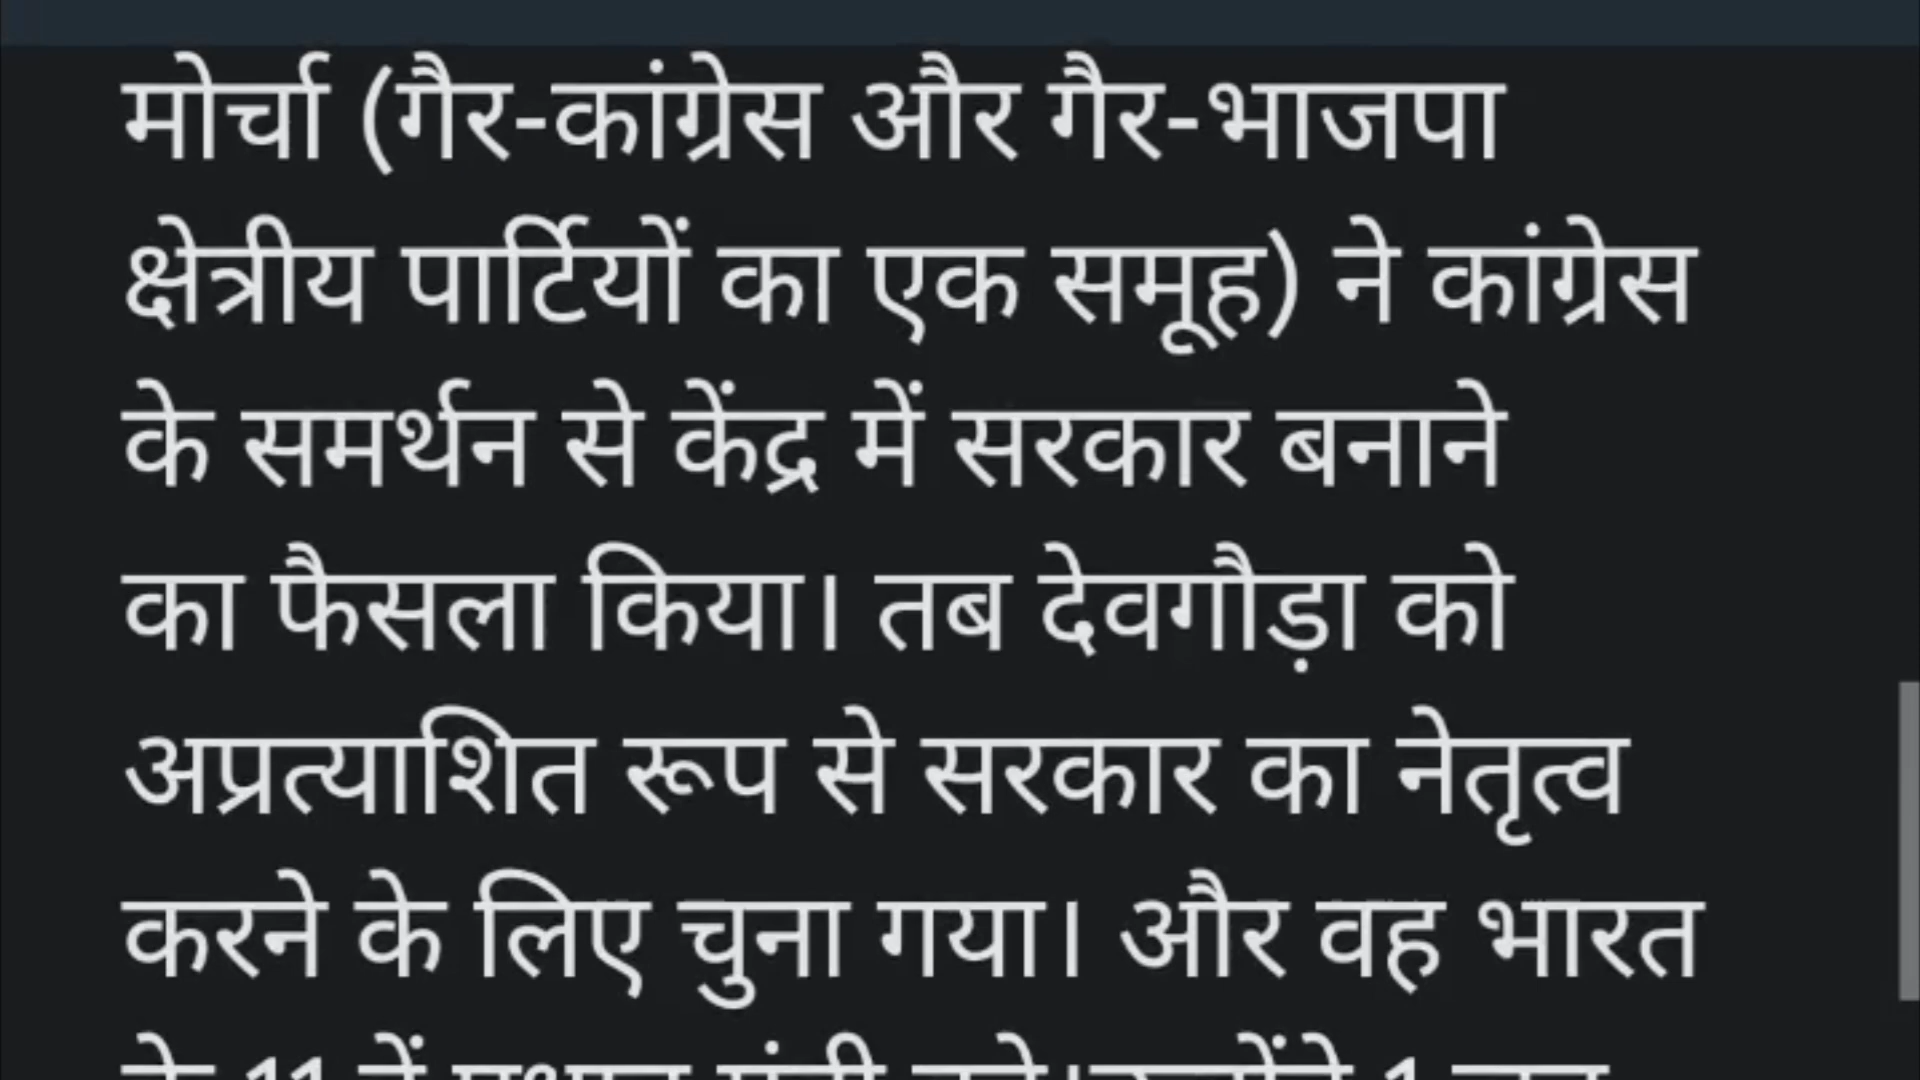 मोर्चा (गैर-कांग्रेस और गैर-भाजपा
क्षेत्रीय पार्टियों का एक समूह) ने कांग्रेस
के समर्थन से केंद्र में सरकार बनाने
का फैसला किया। तब देवगौड़ा को
अप्रत्याशित रूप से सरकार का नेतृत्व
करने के लिए चुना गया। और वह भारत